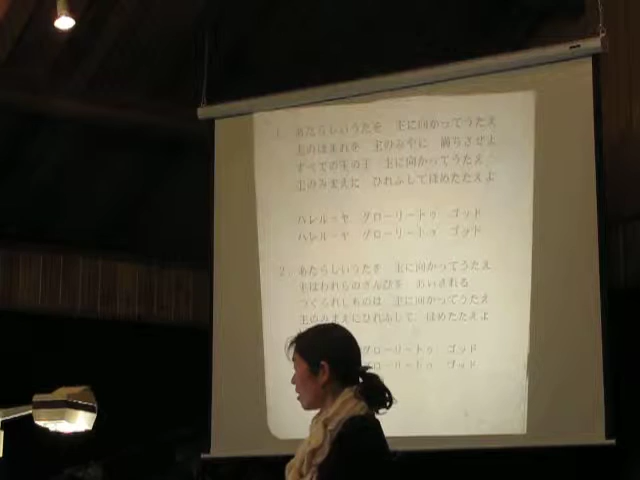 1. あたらしいうたを 主に向かってうたえ
主のほまれを 主のみやに 満ちさせよ
すべての主の王 主に向かってうたえ
主のみまえに ひれふしてほめたたえよ
ハレルーヤ グローリートゥ ゴッド
ハレルーヤ グローリートゥ ゴッド
2. あたらしいうたを 主に向かってうたえ
主はわれらのさんびを あいされる
つくられしものは 主に向かってうたえ
主のみまえにひれふして、ほめたたえよ
グローリートゥ ゴッド
グローリートゥ ゴッド